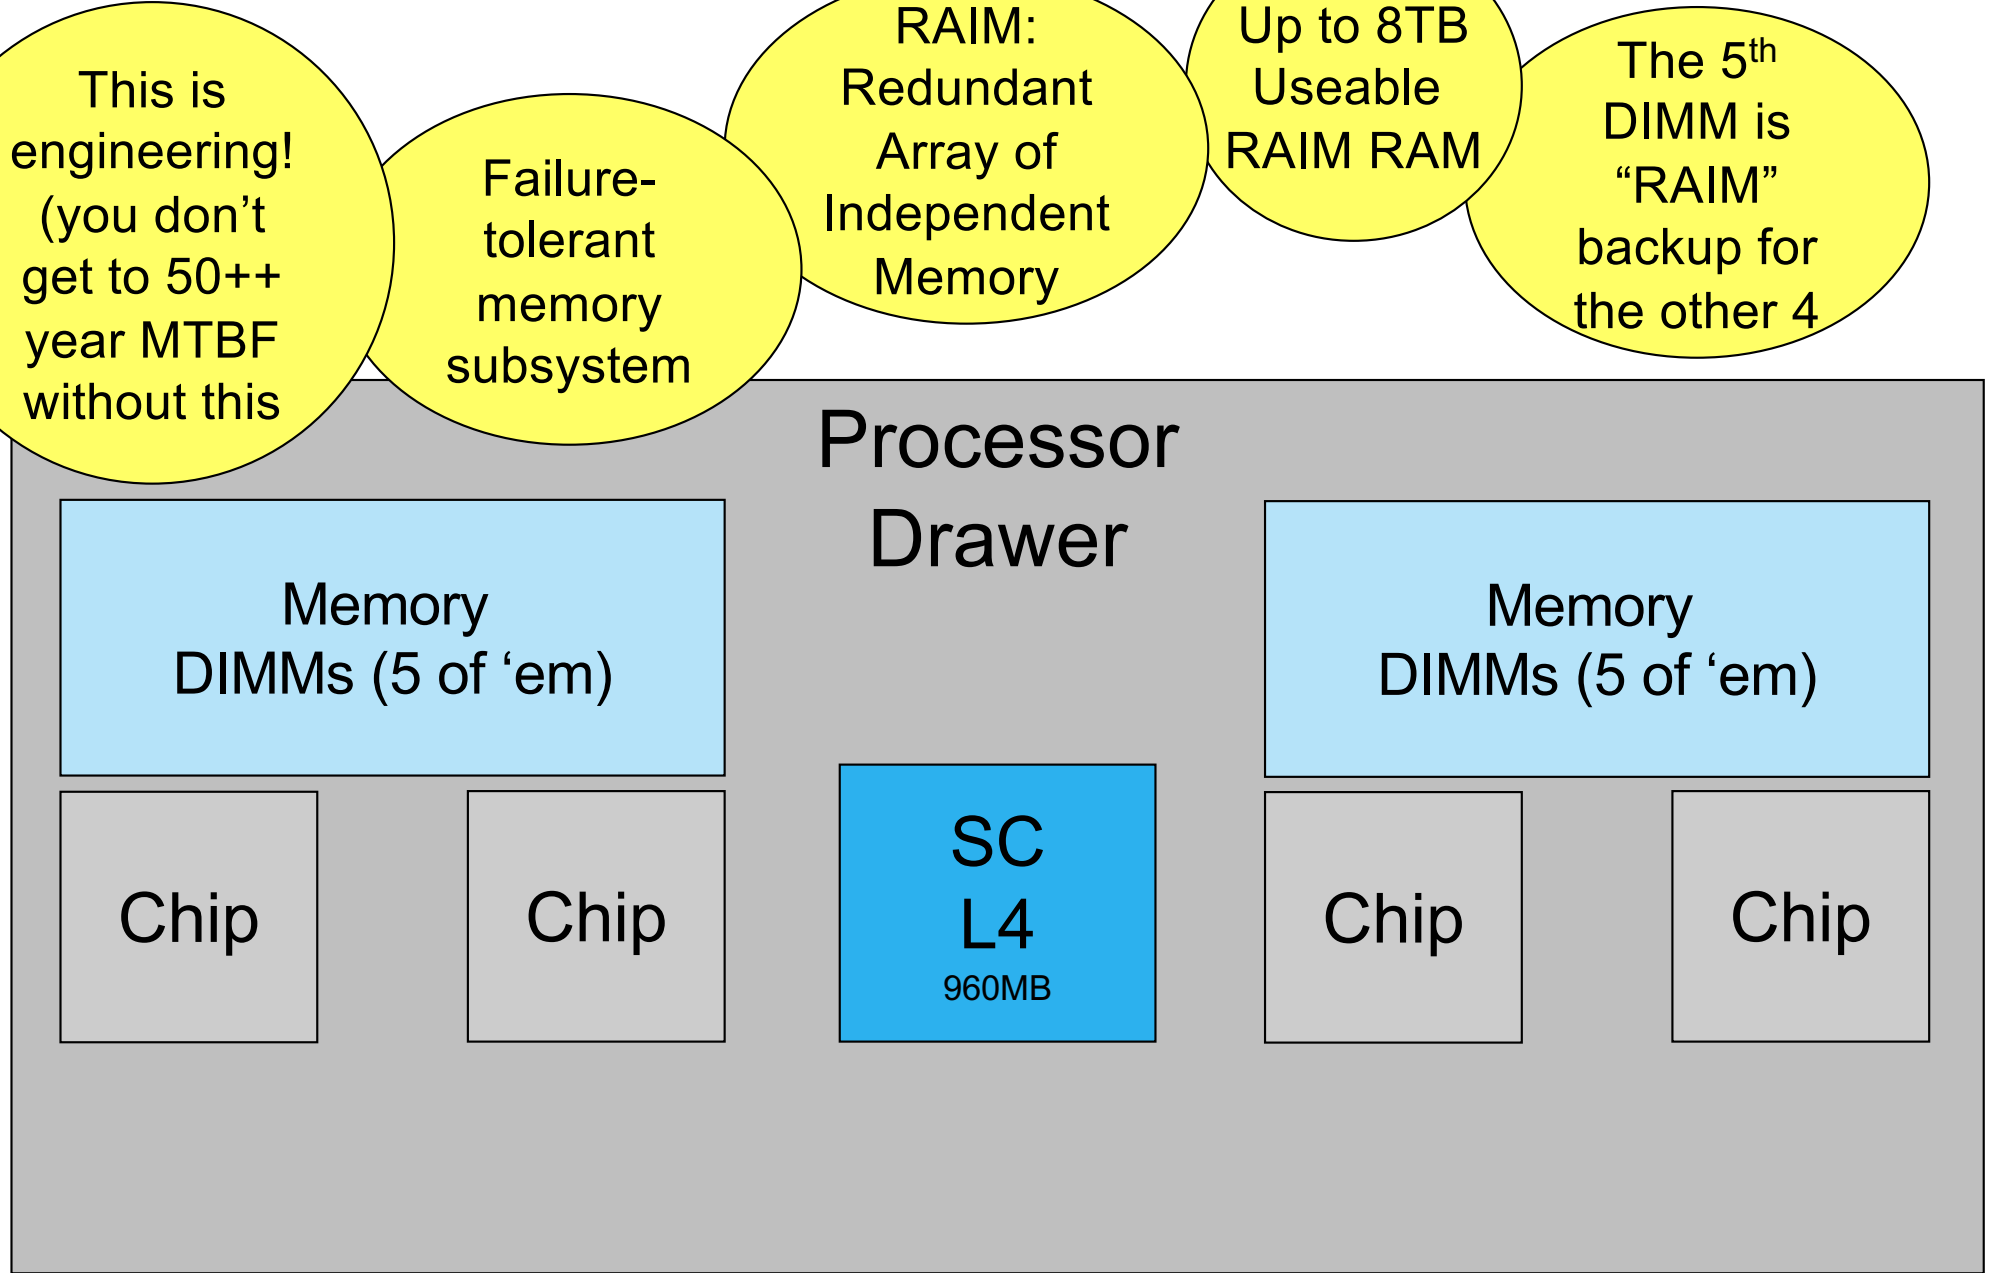 This is
engineering!
(you don’t
get to 50++
year MTBF
without this
Failure-
tolerant
memory
subsystem
RAIM:
Redundant
Array of
Independent
Memory
Up to 8TB
Useable
RAIM RAM
The 5th
DIMM is
“RAIM”
backup for
the other 4
Processor
Drawer
Memory
DIMMs (5 of ‘em)
Memory
DIMMs (5 of ‘em)
Chip
Chip
SC
L4
960MB
Chip
Chip